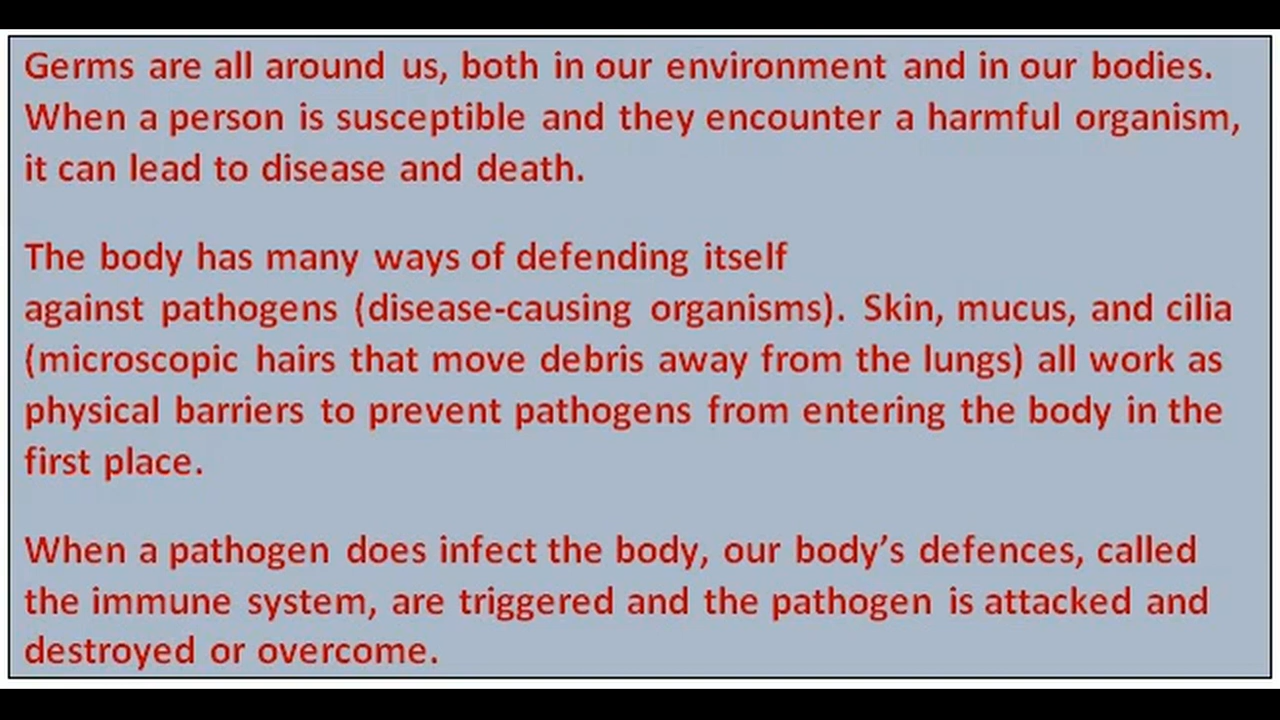 Germs are all around us, both in our environment and in our bodies.
When a person is susceptible and they encounter a harmful organism,
it can lead to disease and death.
The body has many ways of defending itself
against pathogens (disease-causing organisms). Skin, mucus, and cilia
(microscopic hairs that move debris away from the lungs) all work as
physical barriers to prevent pathogens from entering the body in the
first place.
When a pathogen does infect the body, our body’s defences, called
the immune system, are triggered and the pathogen is attacked and
destroyed or overcome.